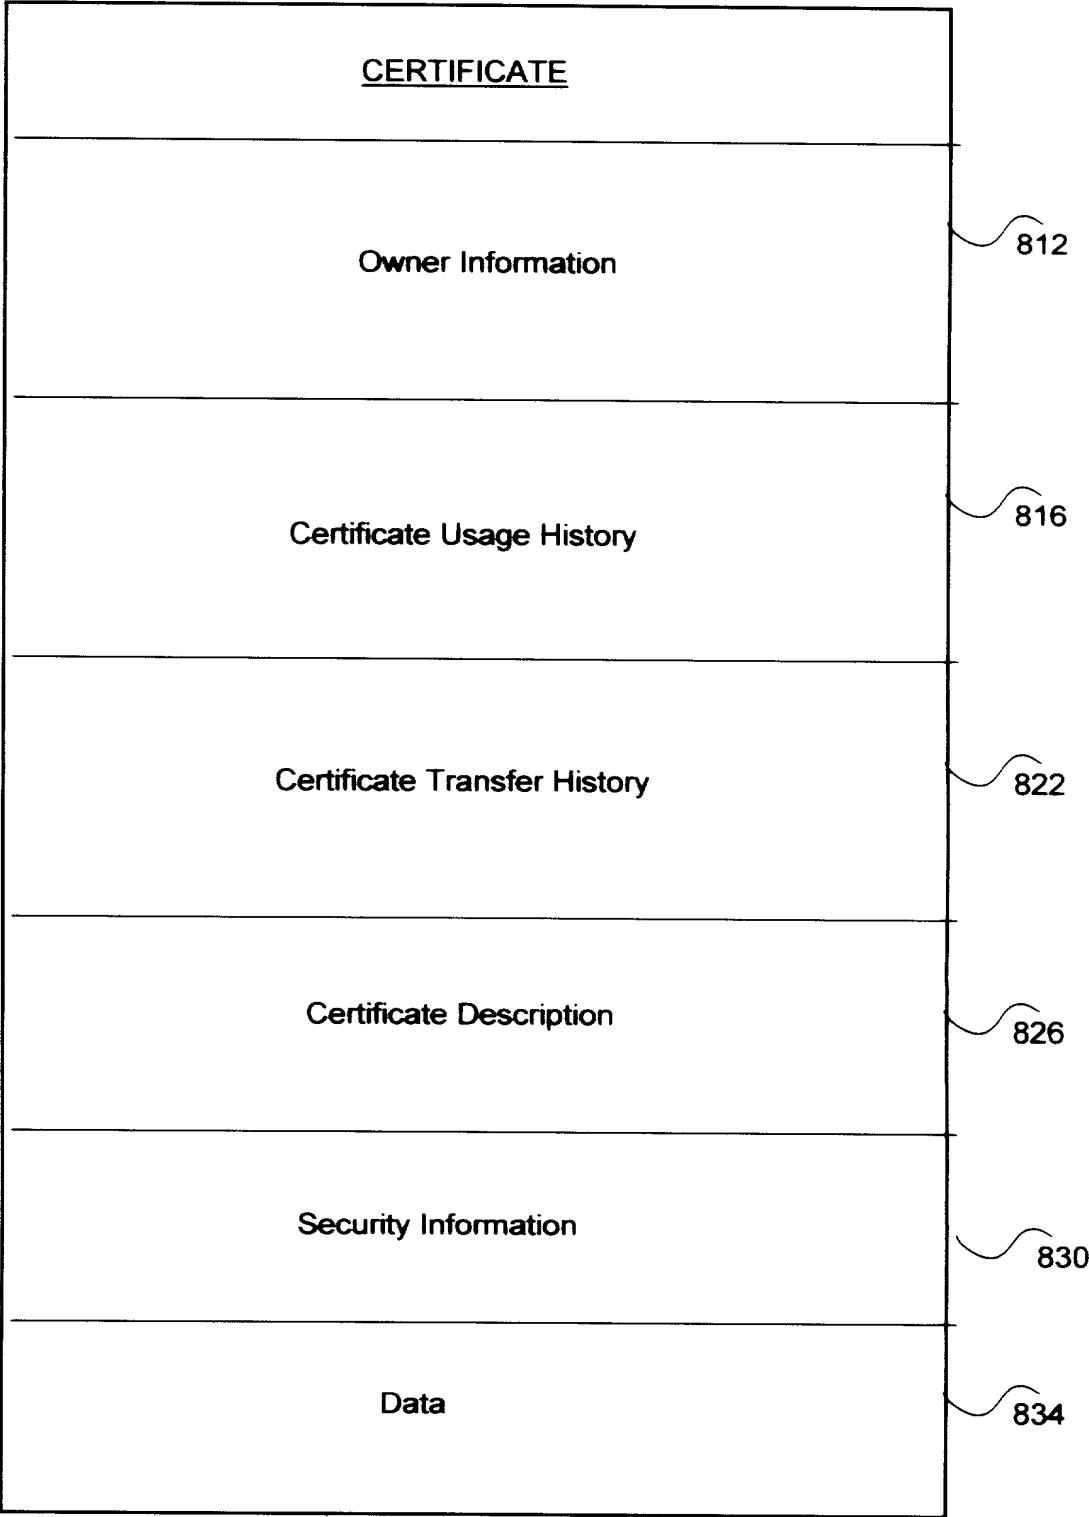 CERTIFICATE
Owner Information
812
Certificate Usage History
816
Certificate Transfer History
822
Certificate Description
826
Security Information
830
Data
834